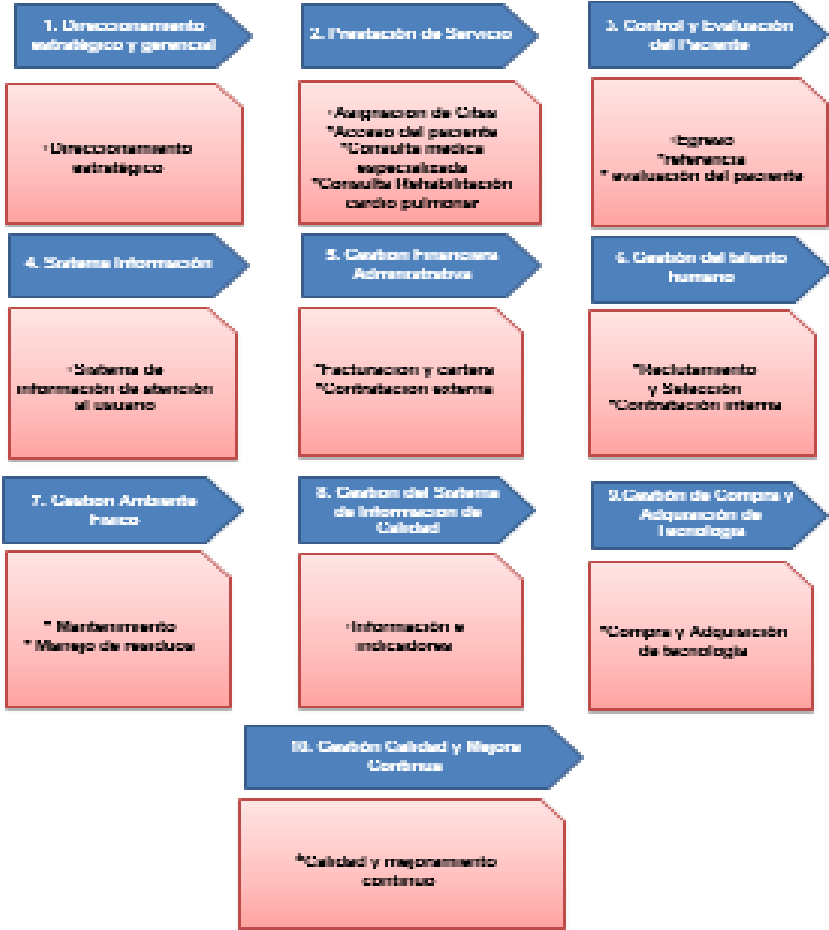 1. Direccionamiento
estratégico y gerencial
2. Prestación de Servicio
3. Control y Evaluación
del Paciente
·Direccionamiento
estratégico
·Asignacion de Citas
*Acceso del paciente
*Consulta medica
especializada
*Consulta Rehabilitación
cardio pulmonar
·Egreso
*referencia
* evaluación del paciente
4. Sistema Información
5. Gestion Financiera
Administrativa
6. Gestión del talento
humano
·Sistema de
información de atención
al usuario
*Facturacion y cartera
*Contratacion externa
*Reclutamiento
y Selección
*Contratación interna
7. Gestion Ambiente
Fisico
8. Gestion del Sistema
de Informacion de
Calidad
9.Gestión de Compra y
Adquisición de
Tecnologia
* Mantenimiento
* Manejo de residuos
·Información e
indicadores
*Compra y Adquisición
de tecnología
10. Gestión Calidad y Mejora
Continua
*Calidad y mejoramiento
continuo